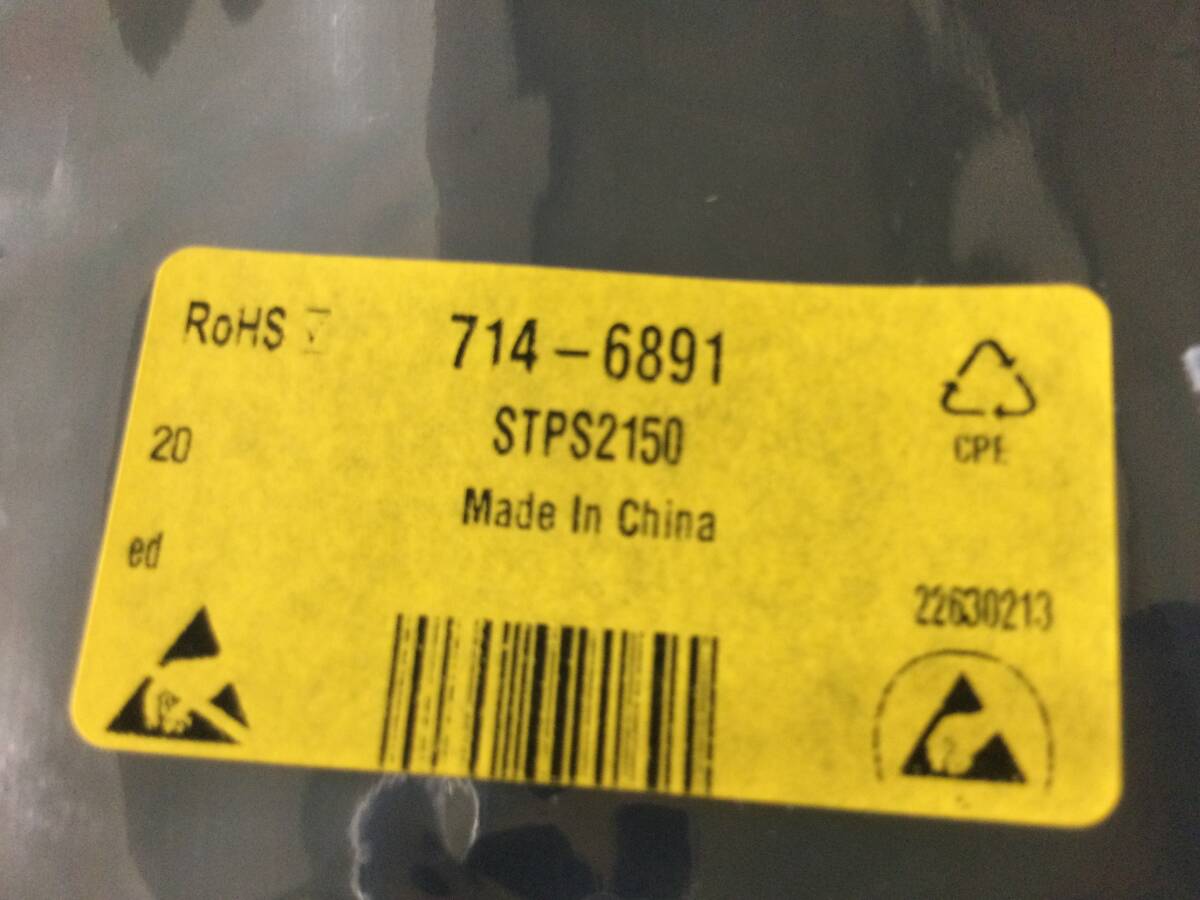 RoHS
714-6891
STPS2150
20
Made In China
CPE
ed
22630213